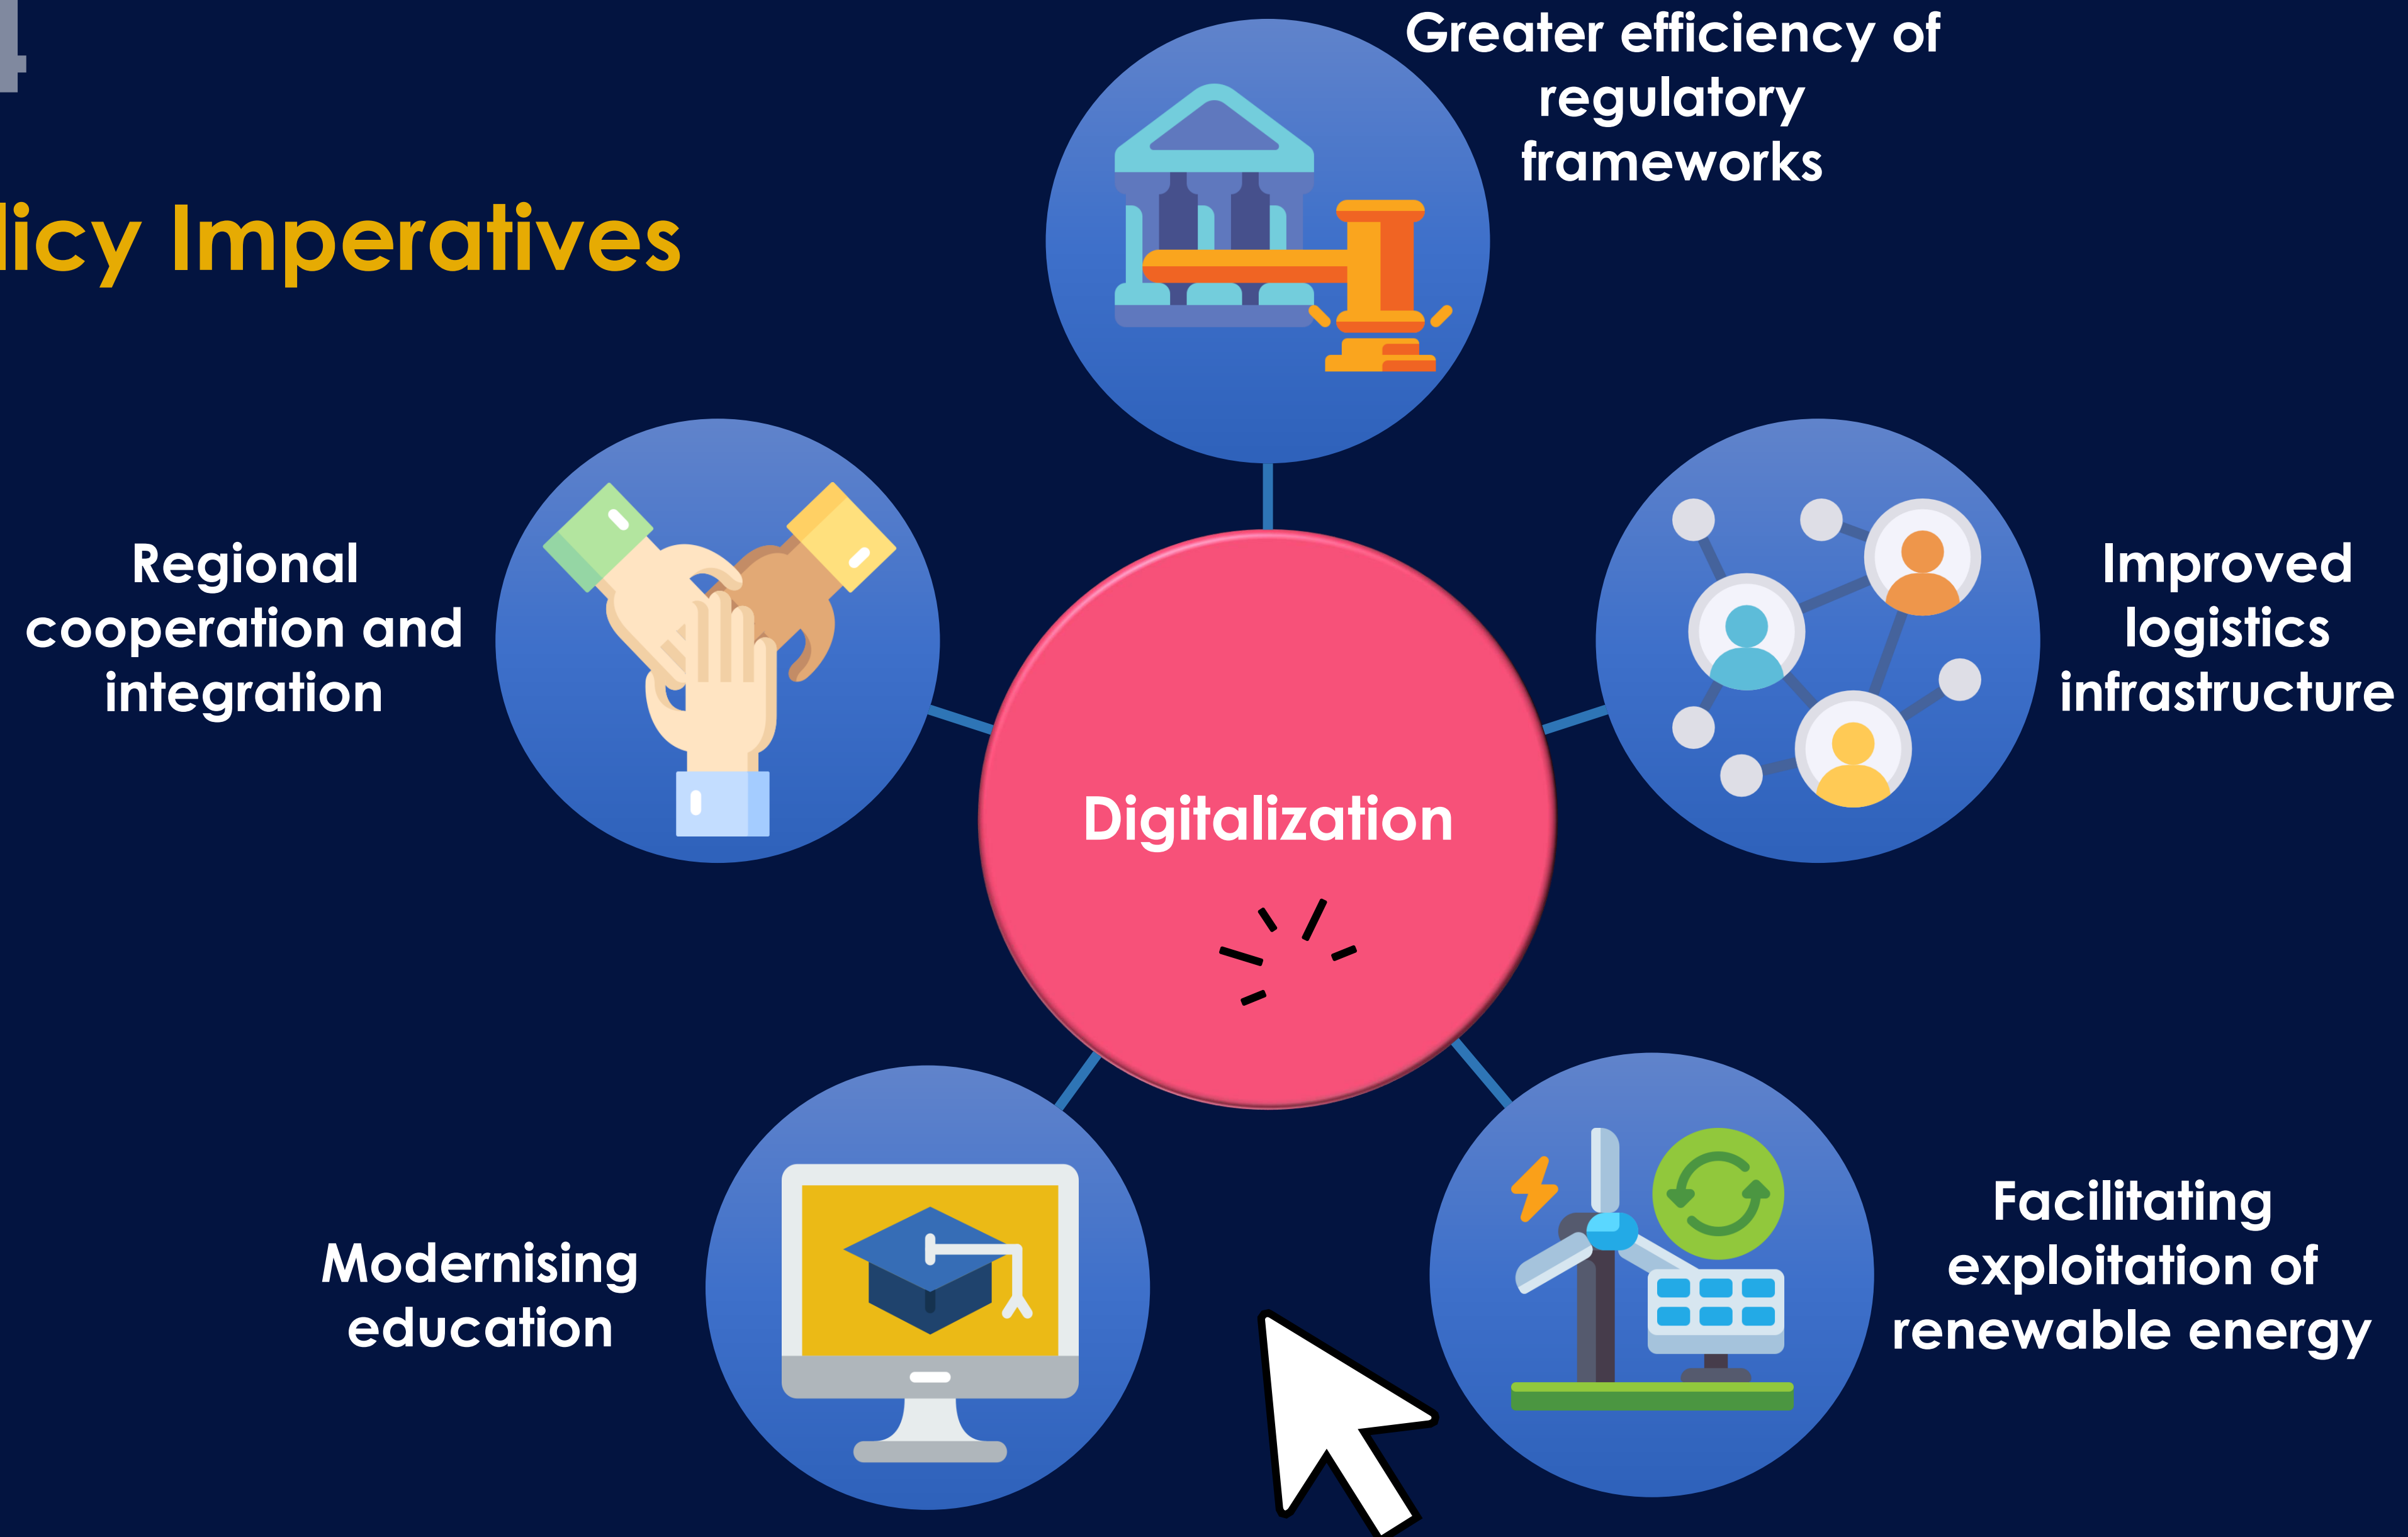 4
licy Imperatives
Greater efficiency of
regulatory
frameworks
Regional
cooperation and
integration
Improved
logistics
infrastructure
Digitalization
Modernising
education
Facilitating
exploitation of
renewable energy